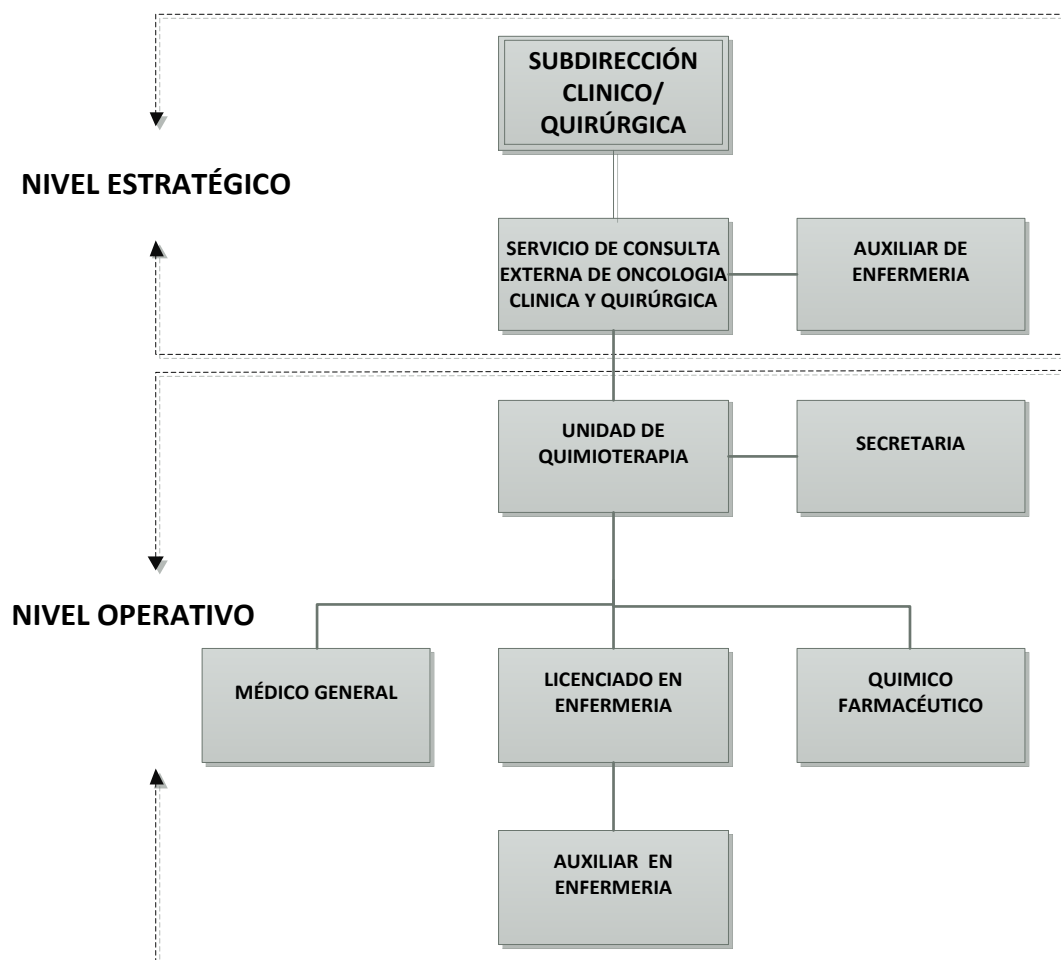 SUBDIRECCIÓN
CLINICO/
QUIRÚRGICA
NIVEL ESTRATÉGICO
SERVICIO DE CONSULTA
EXTERNA DE ONCOLOGIA
CLINICA Y QUIRÚRGICA
AUXILIAR DE
ENFERMERIA
UNIDAD DE
QUIMIOTERAPIA
SECRETARIA
NIVEL OPERATIVO
MÉDICO GENERAL
LICENCIADO EN
ENFERMERIA
QUIMICO
FARMACÉUTICO
AUXILIAR EN
ENFERMERIA